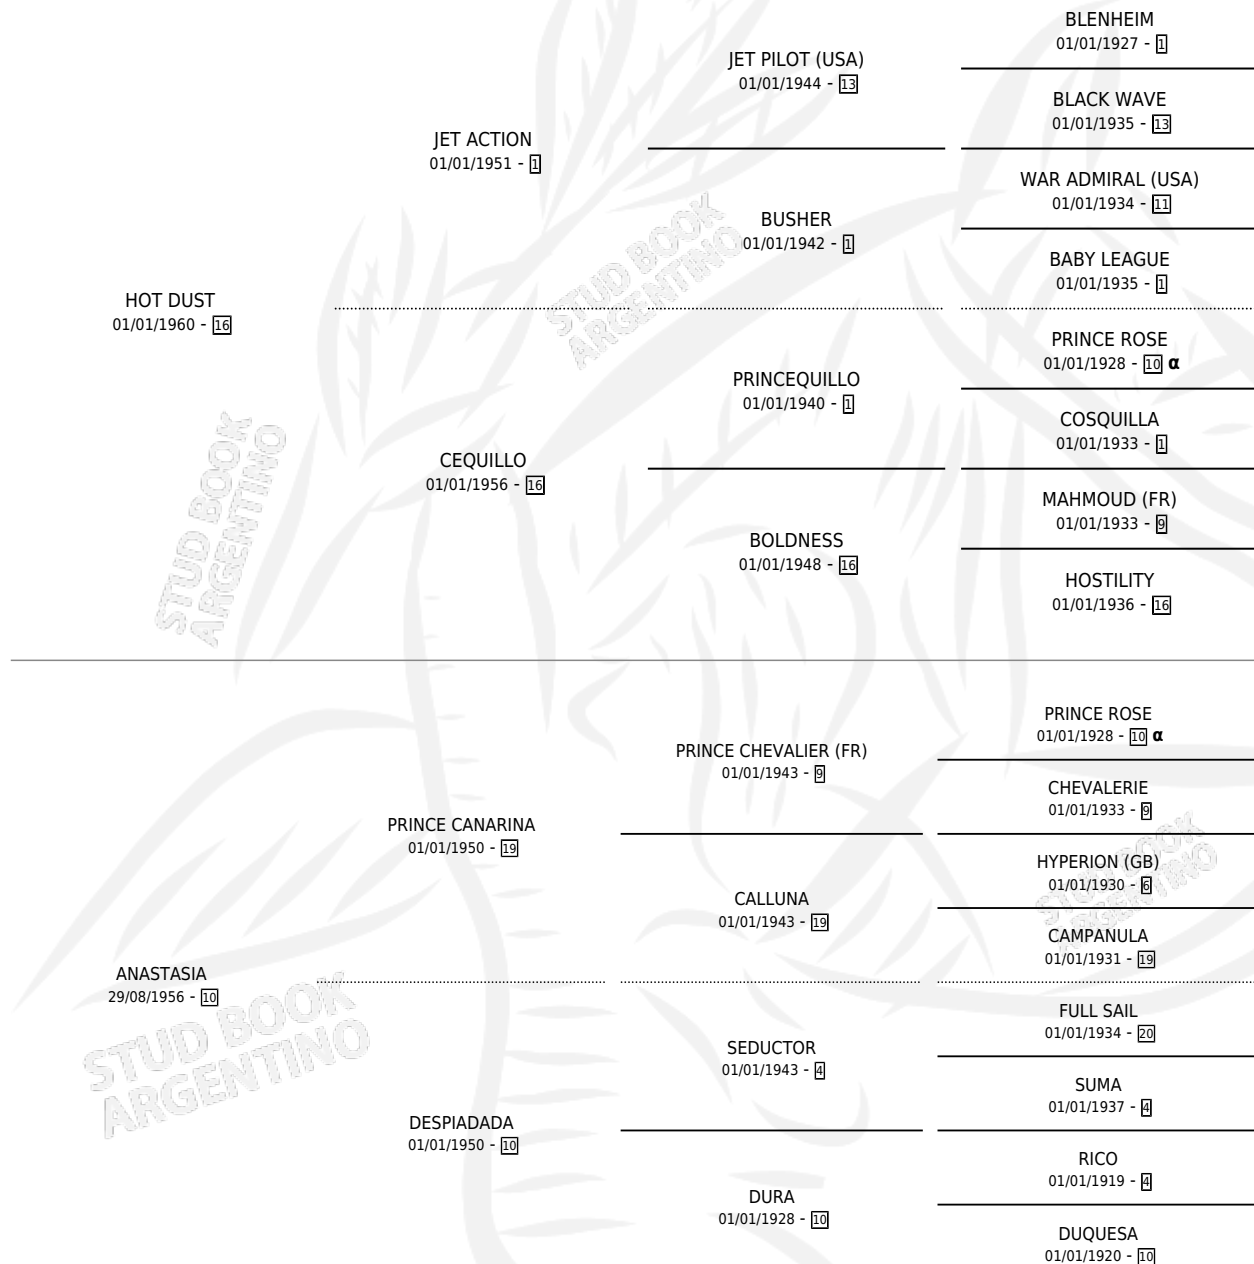 BLENHEIM
01/01/1927 - 1
JET PILOT (USA)
01/01/1944 - 13
BLACK WAVE
01/01/1935 - 13
JET ACTION
01/01/1951 - 1
WAR ADMIRAL (USA)
01/01/1934 - 11
BUSHER
01/01/1942 - 1
BABY LEAGUE
01/01/1935 - 1
HOT DUST
01/01/1960 - 16
PRINCE ROSE
01/01/1928 - 10 α
PRINCEQUILLO
01/01/1940 - 1
COSQUILLA
01/01/1933 - 1
CEQUILLO
01/01/1956 - 16
MAHMOUD (FR)
01/01/1933 - 9
BOLDNESS
01/01/1948 - 16
HOSTILITY
01/01/1936 - 16
PRINCE ROSE
01/01/1928 - 10 α
PRINCE CHEVALIER (FR)
01/01/1943 - 9
CHEVALERIE
01/01/1933 - 9
PRINCE CANARINA
01/01/1950 - 19
HYPERION (GB)
01/01/1930 - 6
CALLUNA
01/01/1943 - 19
CAMPANULA
01/01/1931 - 19
ANASTASIA
29/08/1956 - 10
FULL SAIL
01/01/1934 - 20
SEDUCTOR
01/01/1943 - 4
SUMA
01/01/1937 - 4
DESPIADADA
01/01/1950 - 10
RICO
01/01/1919 - 4
DURA
01/01/1928 - 10
DUQUESA
01/01/1920 - 10
STUD BOOK
ARGENTINO
STUD BOOK
ARGENTINO
STUD BOOK
ARGENTINO
STUD BOOK
ARGENTINO